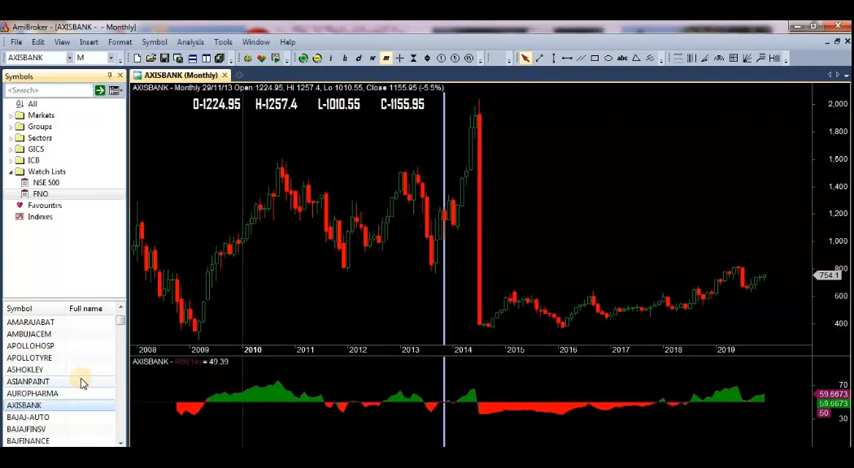 AmiBroker - [AXISBANK - - Monthly]
File Edit View Insert Format Symbol Analysis Tools Window Help
AXISBANK M
Symbols
AXISBANK (Monthly)
AXISBANK - Monthly 29/11/13 Open 1224.95, Hi 1257.4, Lo 1010.55, Close 1155.95 (-5.5%)
<Search>
O-1224.95 H-1257.4 L-1010.55 C-1155.95
All
Markets
Groups
Sectors
GICS
ICB
Watch Lists
NSE 500
FNO
Favourites
Indexes
2,000
1,800
1,600
1,400
1,200
1,000
800
754.1
600
400
Symbol Full name
AMARAJABAT
AMBUJACEM
APOLLOHOSP
APOLLOTYRE
ASHOKLEY
ASIANPAINT
AUROPHARMA
AXISBANK
BAJAJ-AUTO
BAJAJFINSV
BAJFINANCE
2008 2009 2010 2011 2012 2013 2014 2015 2016 2017 2018 2019
AXISBANK - = 49.39
70
59.6673
59.6673
50
30